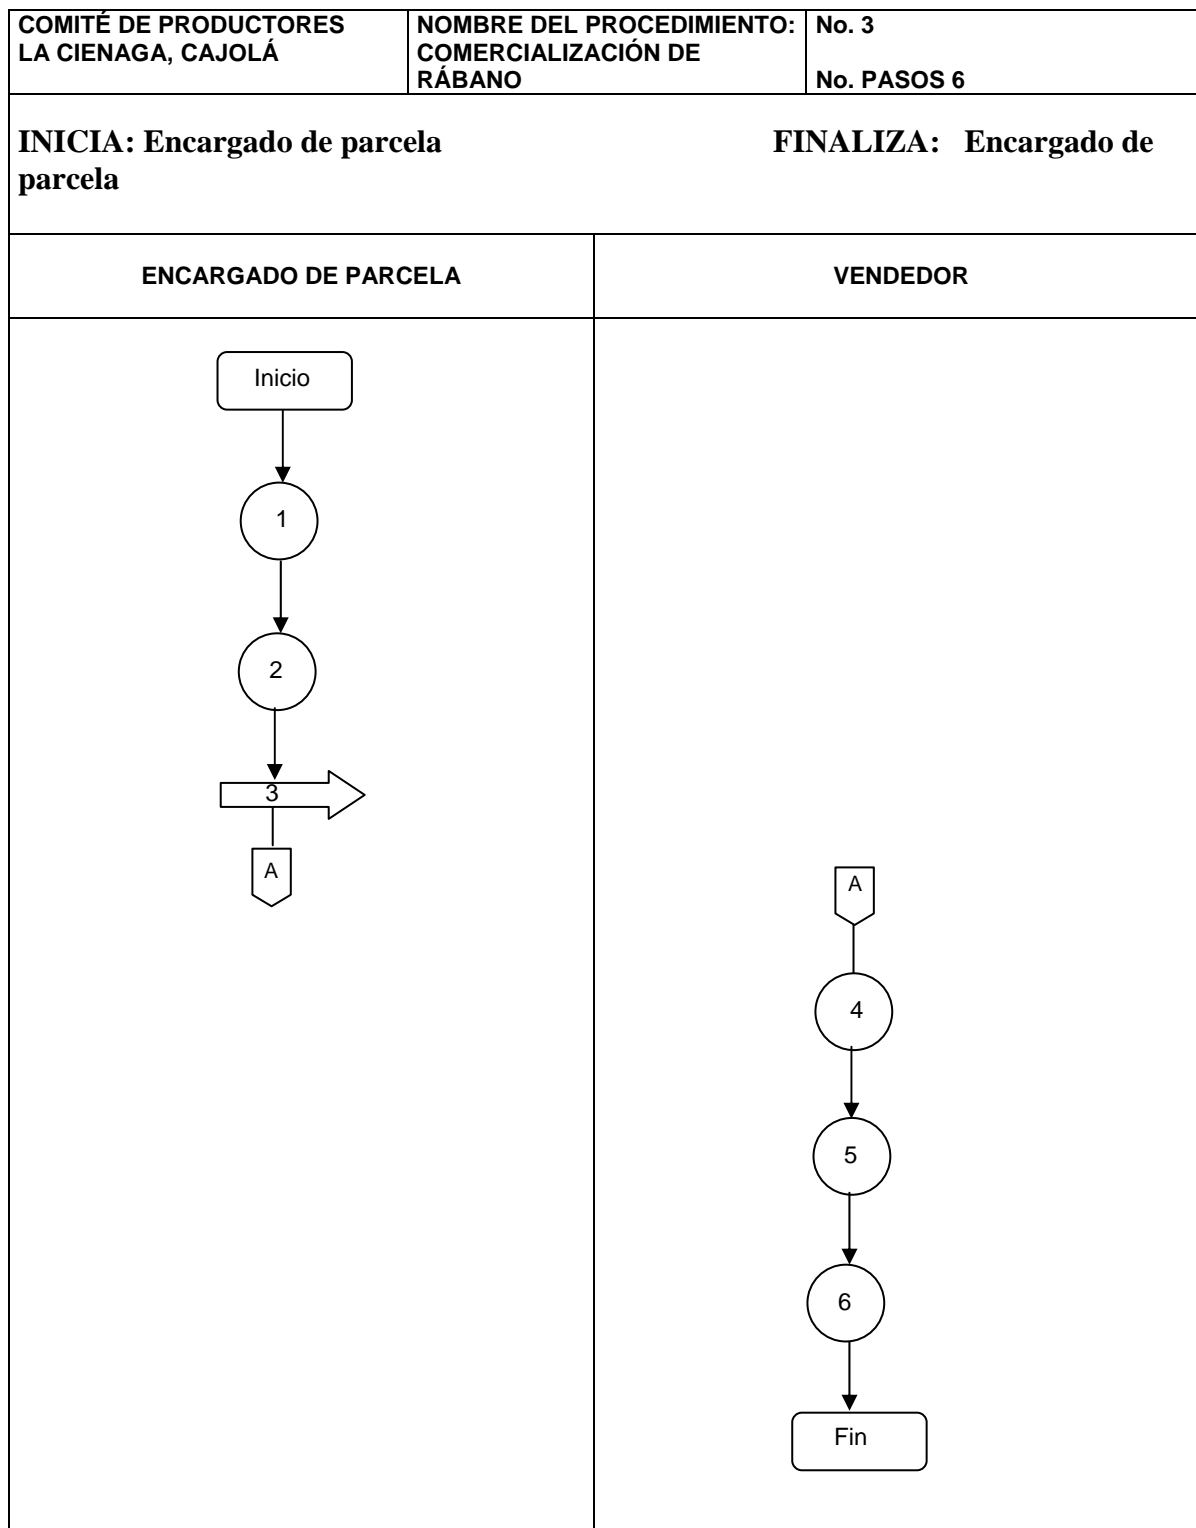 COMITÉ DE PRODUCTORES
LA CIENAGA, CAJOLÁ
NOMBRE DEL PROCEDIMIENTO:
COMERCIALIZACIÓN DE
RÁBANO
No. 3
No. PASOS 6
INICIA: Encargado de parcela FINALIZA: Encargado de
parcela
ENCARGADO DE PARCELA
VENDEDOR
Inicio
1
2
3
A
A
4
5
6
Fin